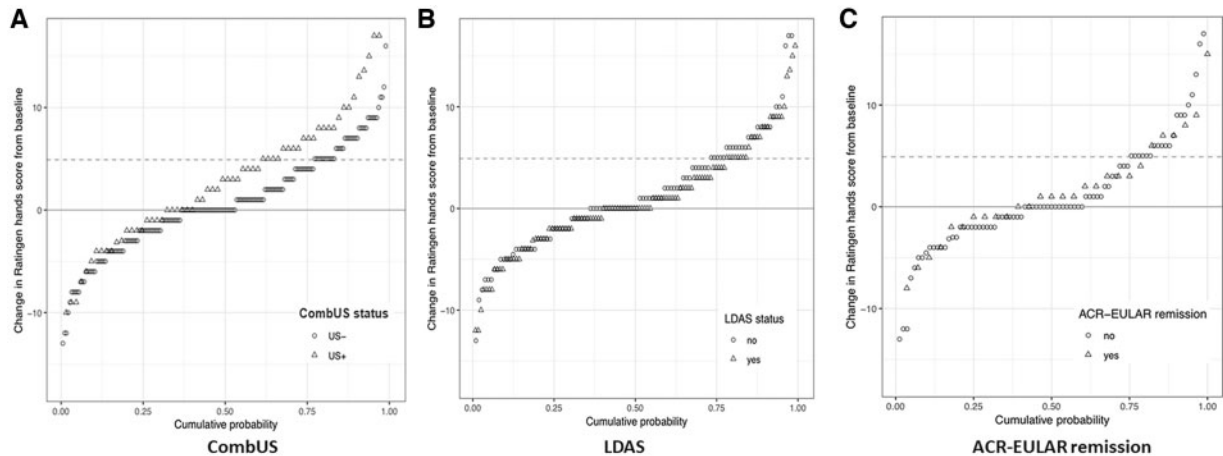 A
Change in Ratingen hands score from baseline
10
0
−10
CombUS status
US−
US+
0.00
0.25
0.50
0.75
1.00
Cumulative probability
CombUS
B
Change in Ratingen hands score from baseline
10
0
−10
LDAS status
no
yes
0.00
0.25
0.50
0.75
1.00
Cumulative probability
LDAS
C
Change in Ratingen hands score from baseline
10
0
−10
ACR−EULAR remission
no
yes
0.00
0.25
0.50
0.75
1.00
Cumulative probability
ACR-EULAR remission